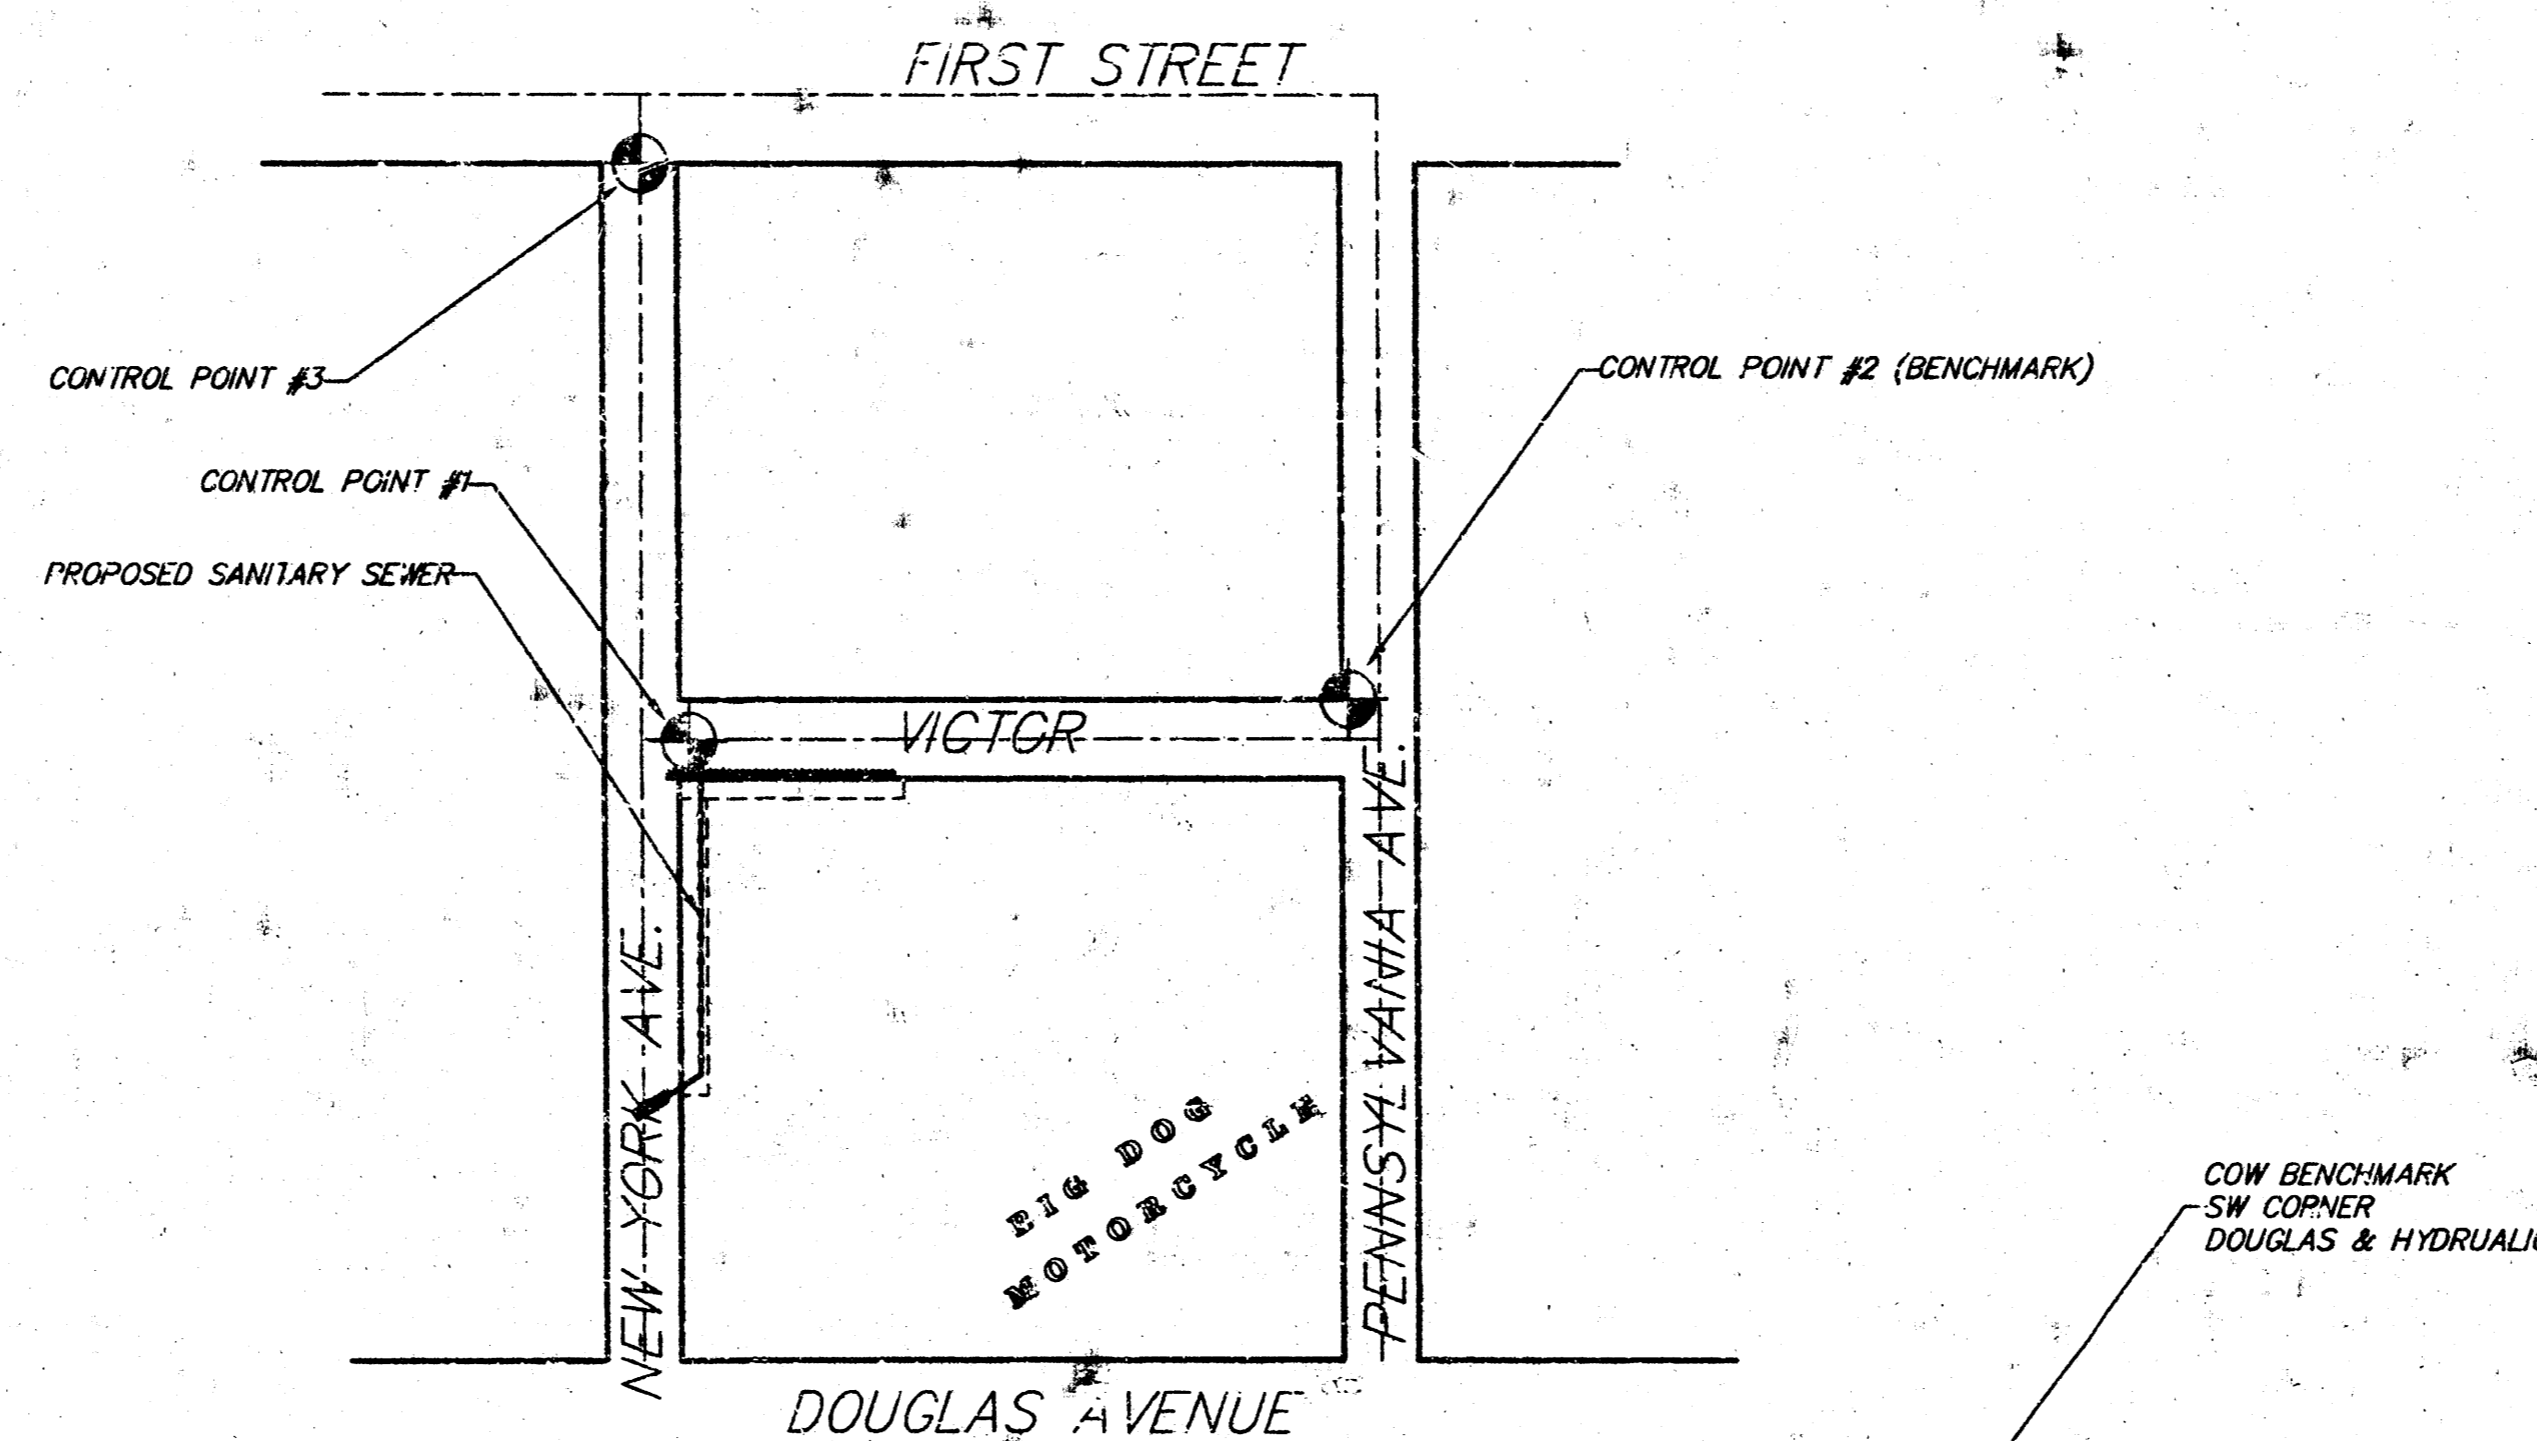 FIRST STREET
CONTROL POINT #3
CONTROL POINT #2 (BENCHMARK)
CONTROL POINT #1
PROPOSED SANITARY SEWER
VICTOR
NEW YORK AVE.
PENNSYLVANIA AVE.
BIG DOG
MOTORCYCLE
COW BENCHMARK
SW CORNER
DOUGLAS & HYDRUALIC
DOUGLAS AVENUE